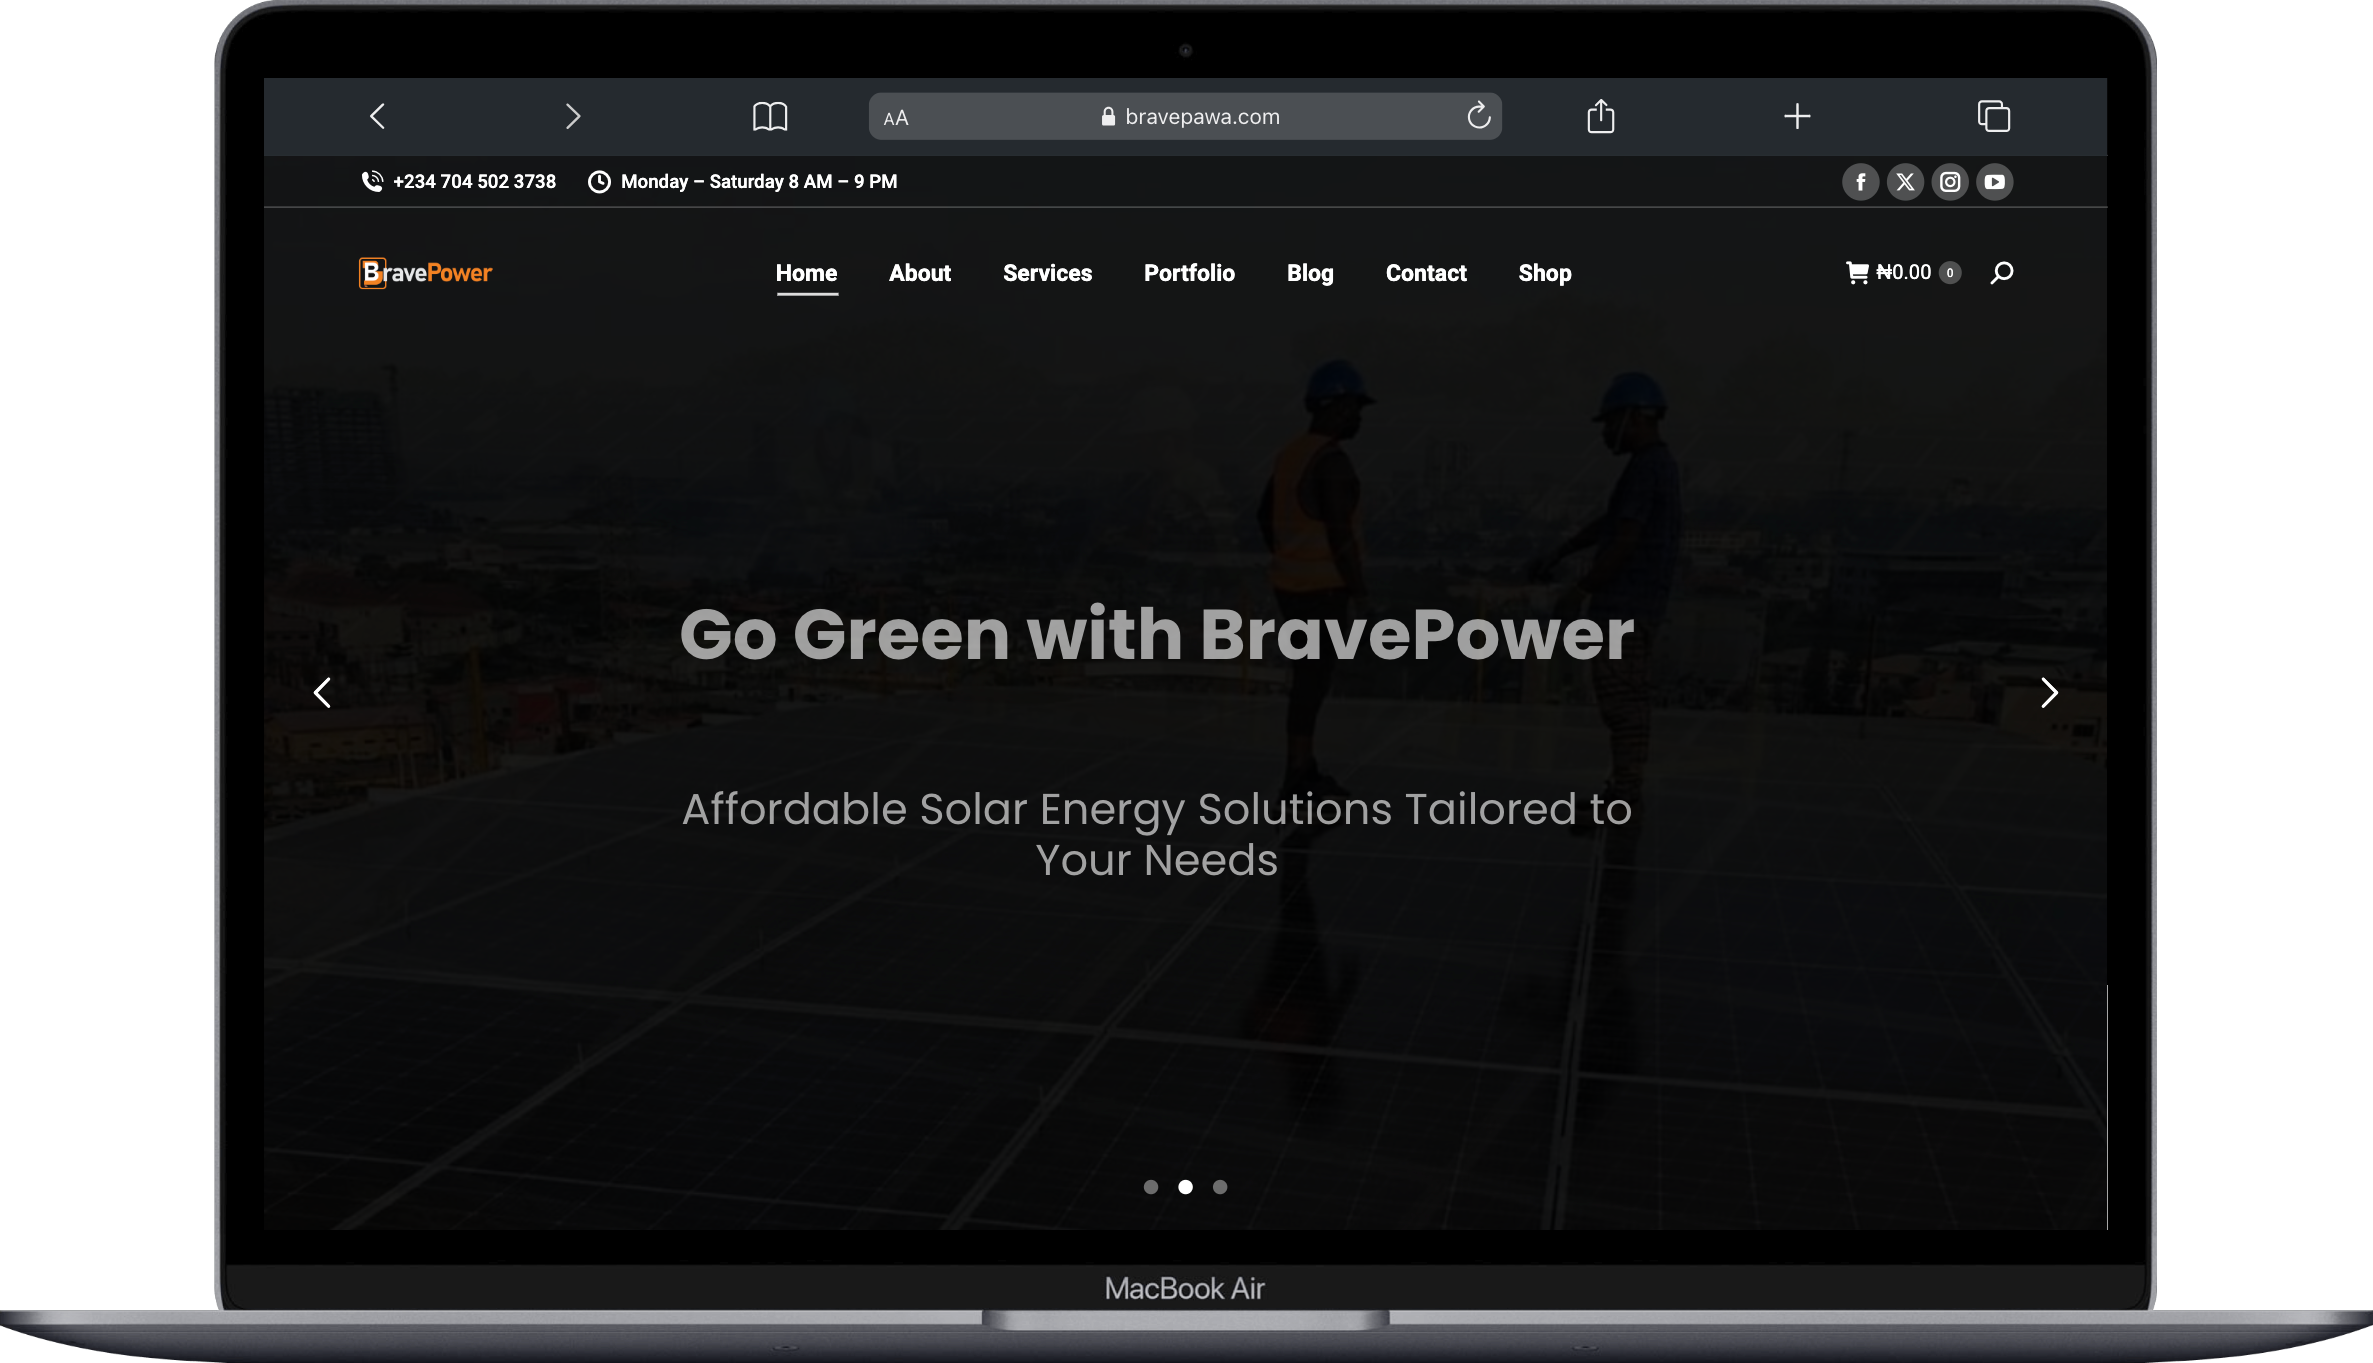 AA bravepawa.com
+234 704 502 3738 Monday – Saturday 8 AM – 9 PM
BravePower Home About Services Portfolio Blog Contact Shop ₦0.00 0
Go Green with BravePower
Affordable Solar Energy Solutions Tailored to
Your Needs
MacBook Air